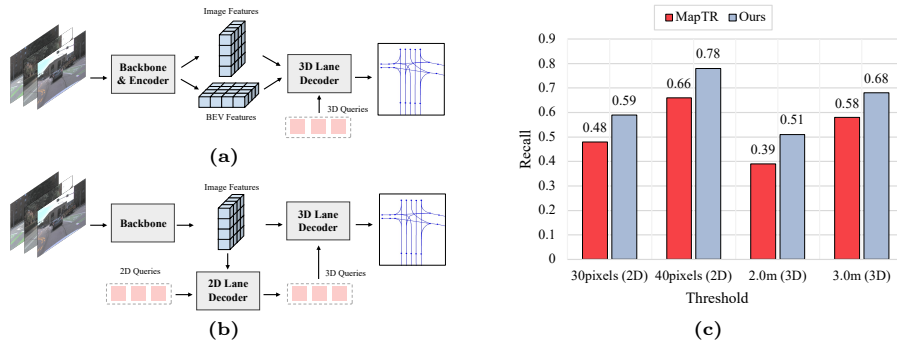 Image Features
Backbone
& Encoder
3D Lane
Decoder
BEV Features
3D Queries
(a)
Image Features
Backbone
3D Lane
Decoder
2D Queries
3D Queries
2D Lane
Decoder
(b)
MapTR
Ours
0.9
0.8
0.7
0.6
0.5
0.4
0.3
0.2
0.1
0
Recall
0.48
0.59
0.66
0.78
0.39
0.51
0.58
0.68
30pixels (2D)
40pixels (2D)
2.0m (3D)
3.0m (3D)
Threshold
(c)